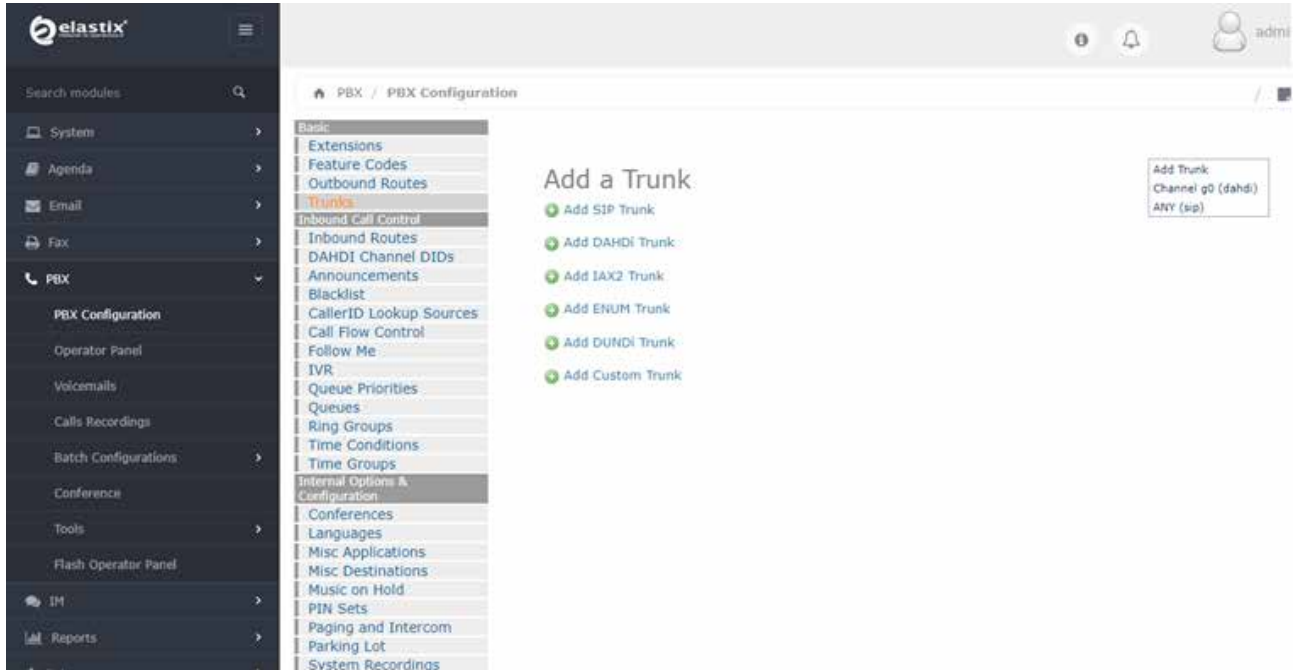 elastix
admi
Search modules
PBX / PBX Configuration
System
Agenda
Email
Fax
PBX
PBX Configuration
Operator Panel
Voicemails
Calls Recordings
Batch Configurations
Conference
Tools
Flash Operator Panel
IM
Reports
Basic
Extensions
Feature Codes
Outbound Routes
Trunks
Inbound Call Control
Inbound Routes
DAHDI Channel DIDs
Announcements
Blacklist
CallerID Lookup Sources
Call Flow Control
Follow Me
IVR
Queue Priorities
Queues
Ring Groups
Time Conditions
Time Groups
Internal Options &
Configuration
Conferences
Languages
Misc Applications
Misc Destinations
Music on Hold
PIN Sets
Paging and Intercom
Parking Lot
System Recordings
Add a Trunk
Add SIP Trunk
Add DAHDi Trunk
Add IAX2 Trunk
Add ENUM Trunk
Add DUNDi Trunk
Add Custom Trunk
Add Trunk
Channel g0 (dahdi)
ANY (sip)